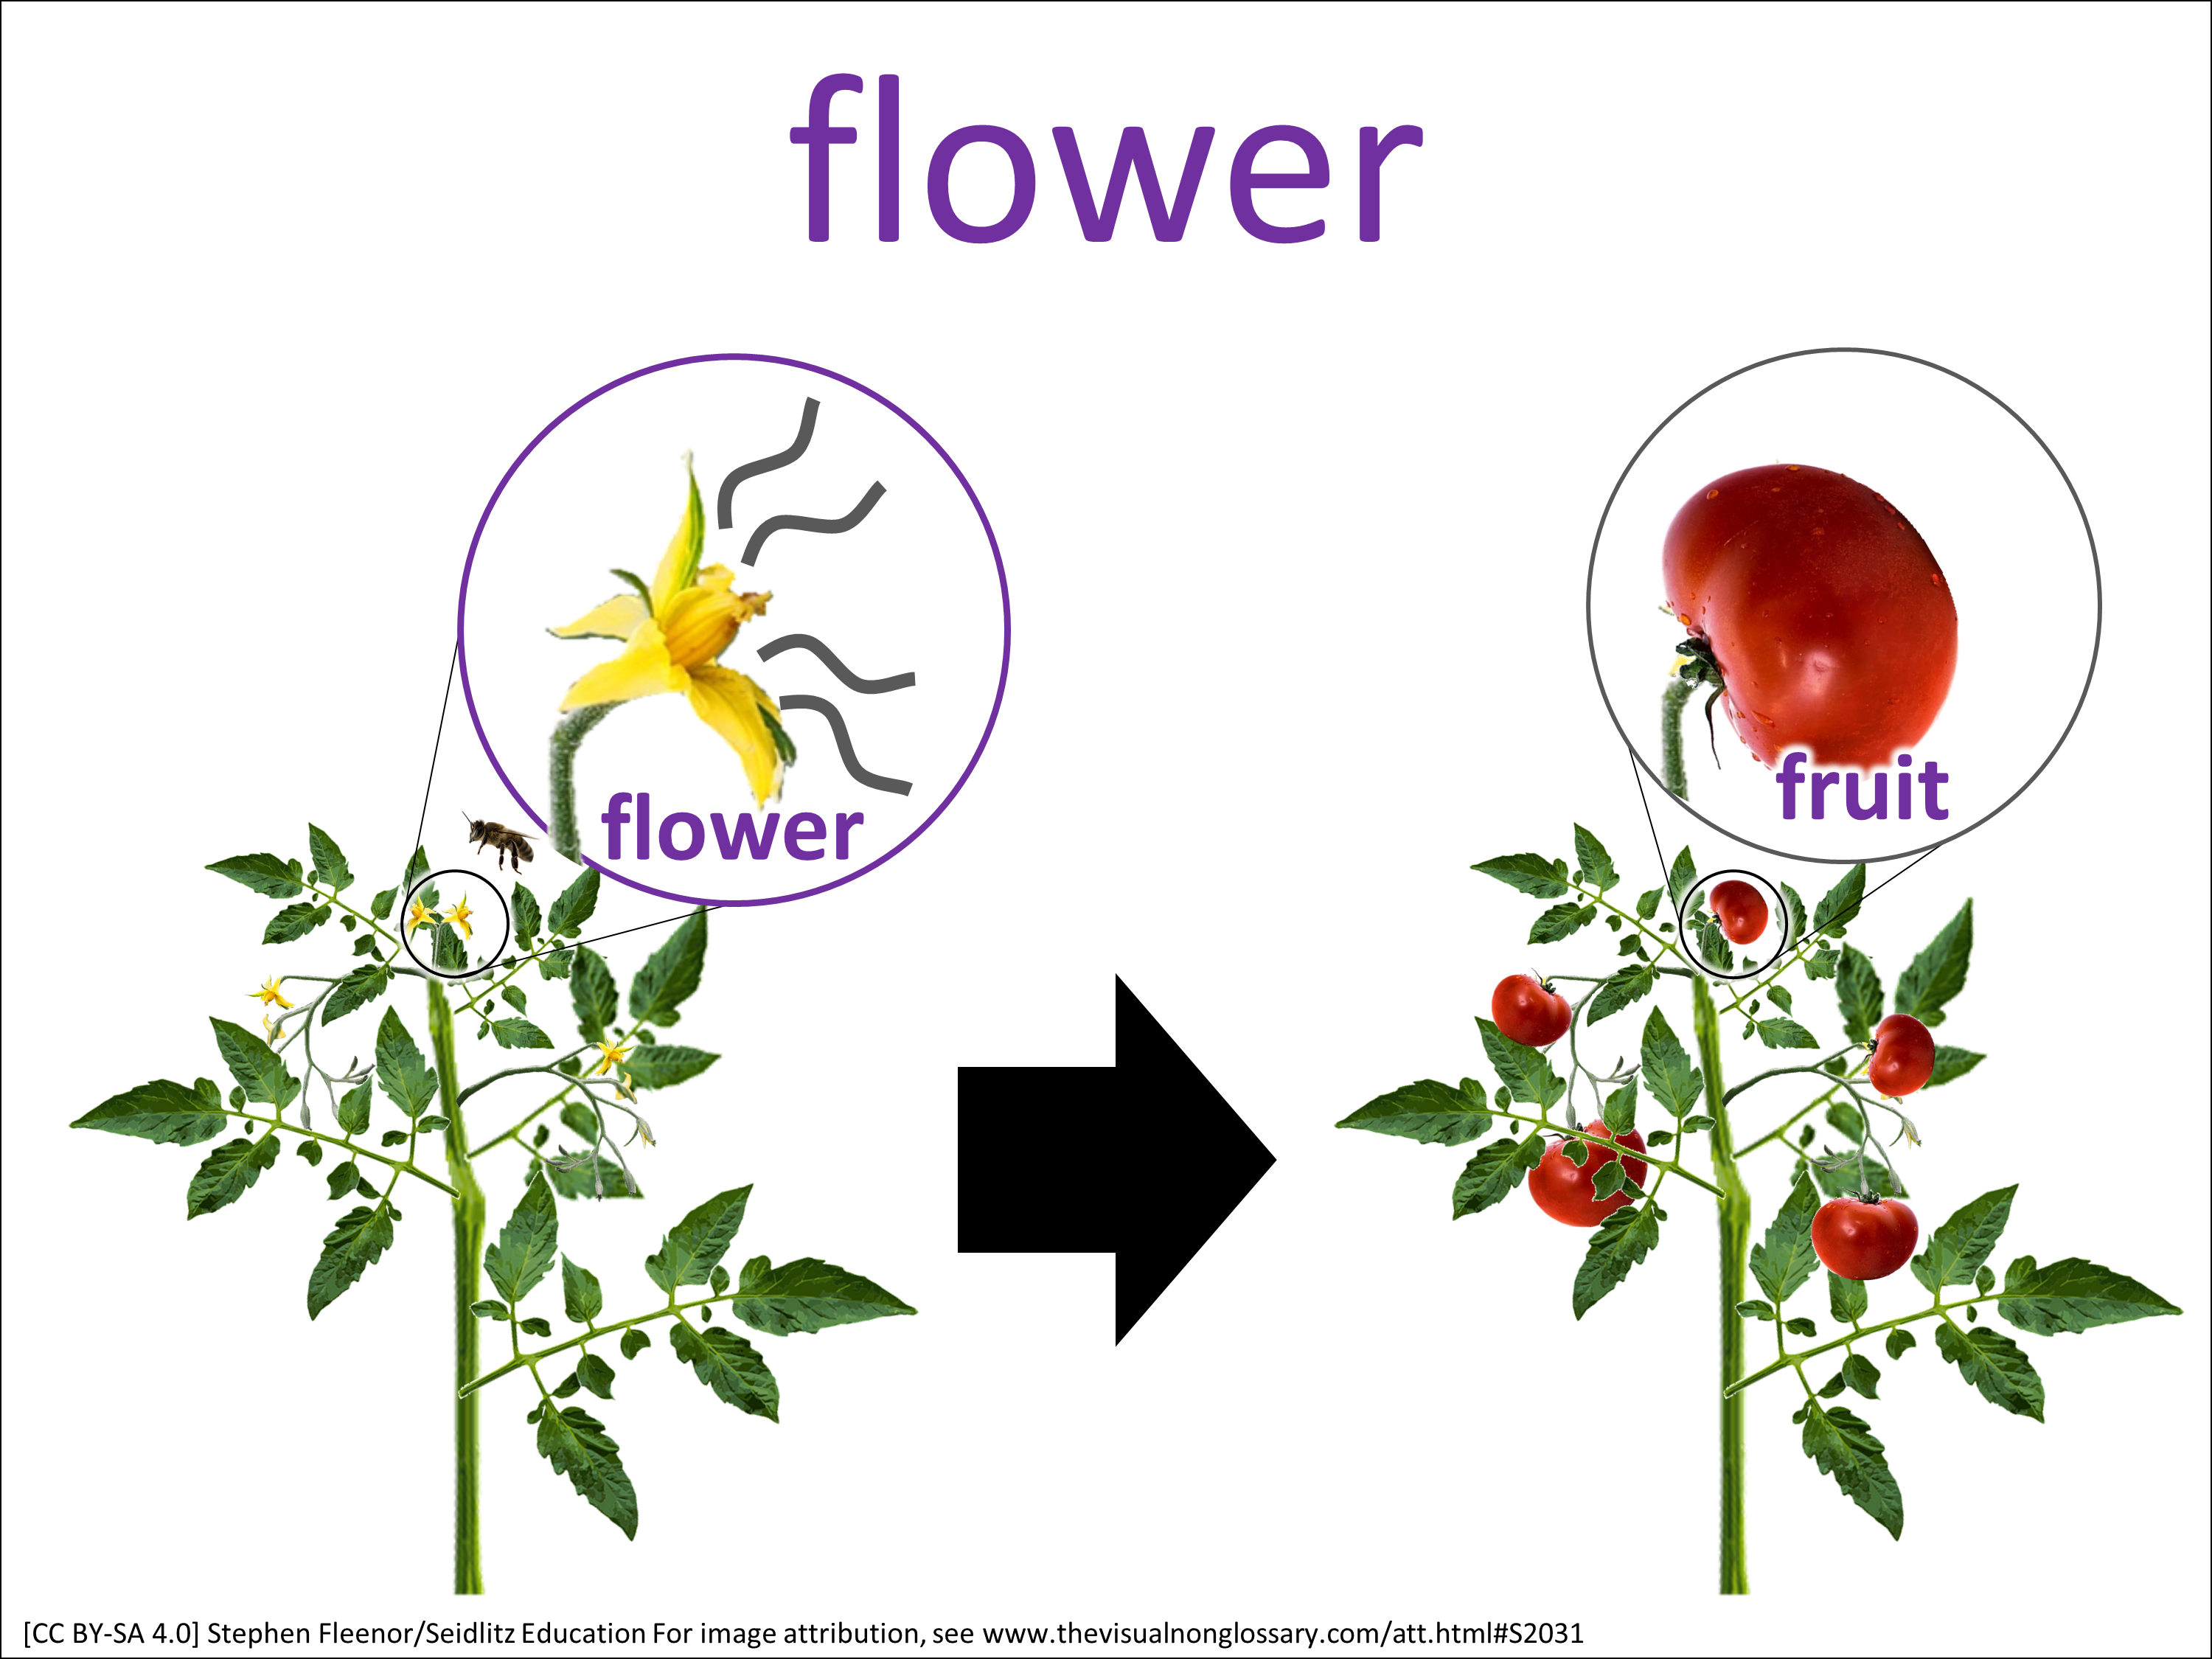 flower
flower
fruit
[CC BY-SA 4.0] Stephen Fleenor/Seidlitz Education For image attribution, see www.thevisualnonglossary.com/att.html#S2031